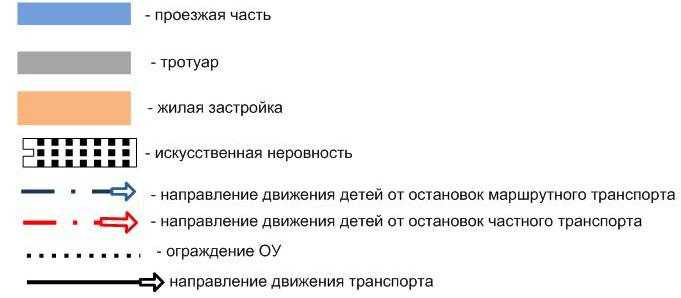 - проезжая часть
- тротуар
- жилая застройка
- искусственная неровность
- направление движения детей от остановок маршрутного транспорта
- направление движения детей от остановок частного транспорта
- ограждение ОУ
- направление движения транспорта